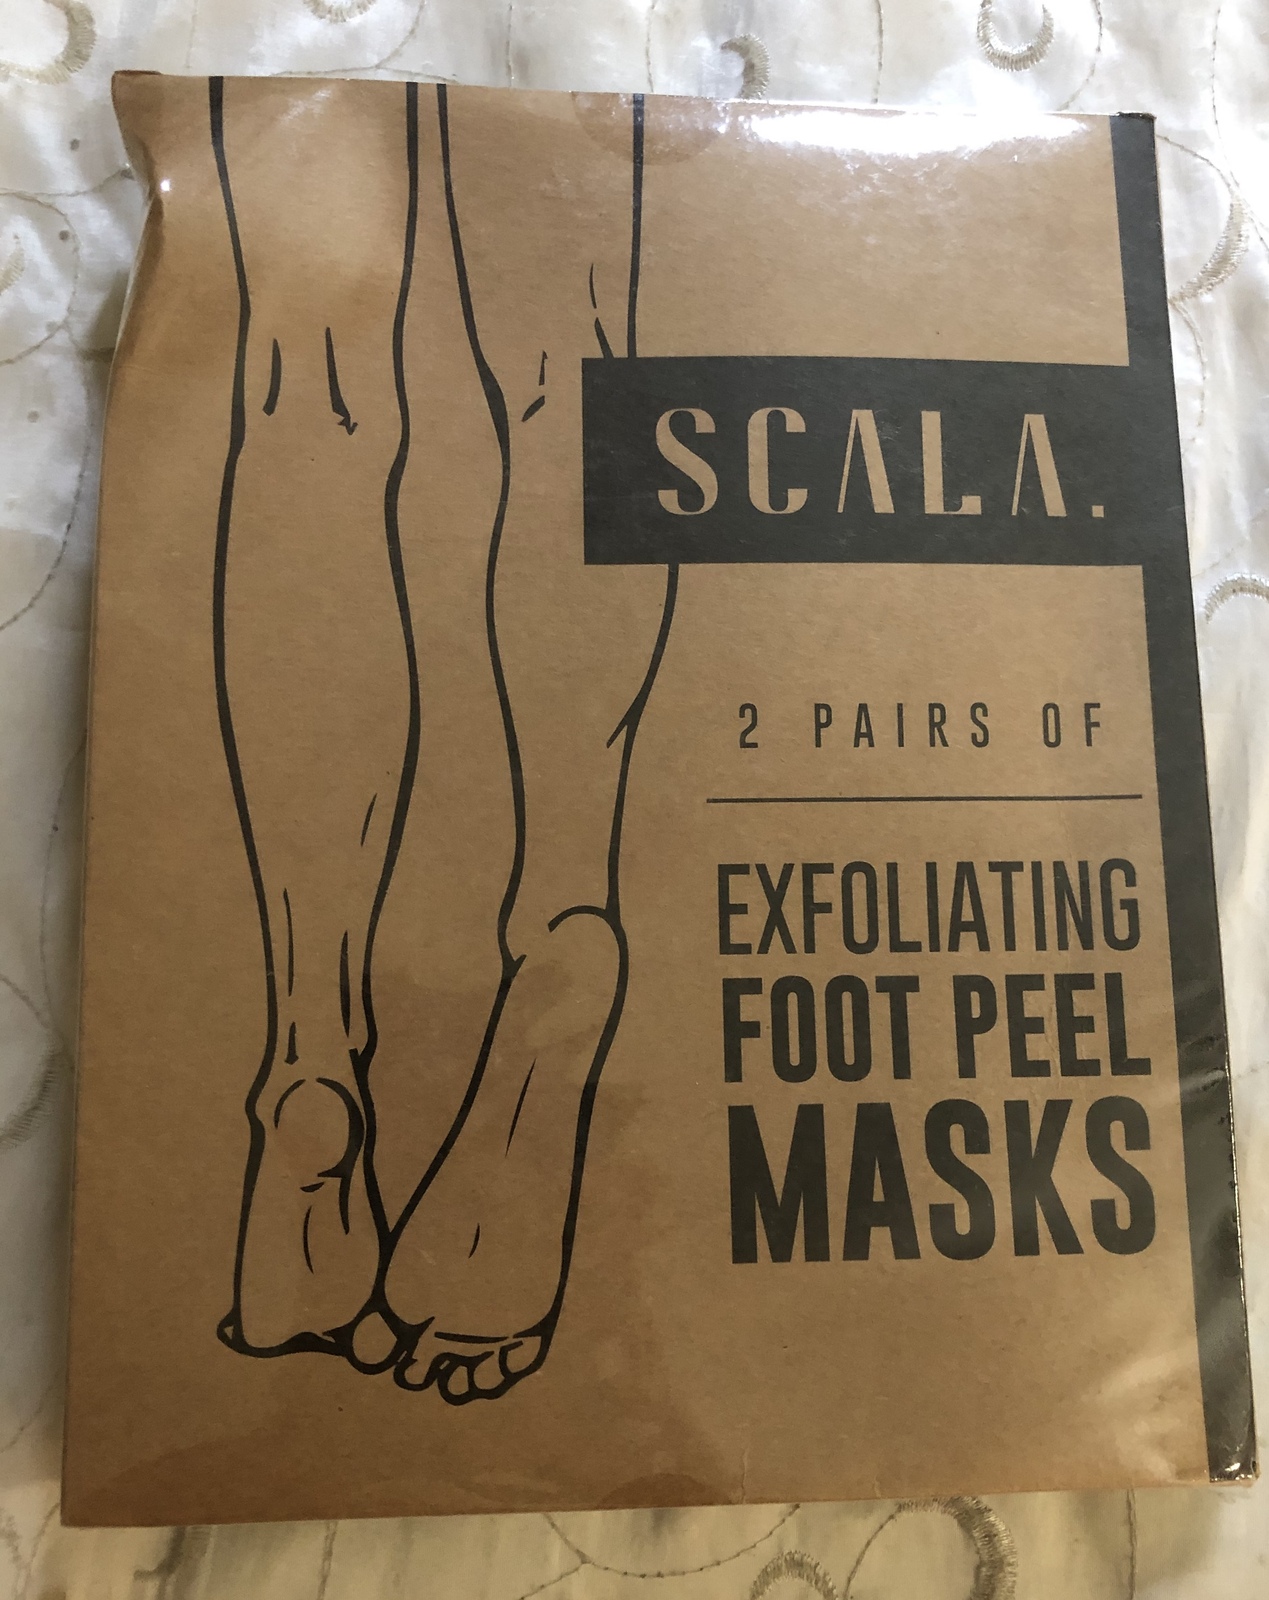 SCALA.
2 PAIRS OF
EXFOLIATING
FOOT PEEL
MASKS